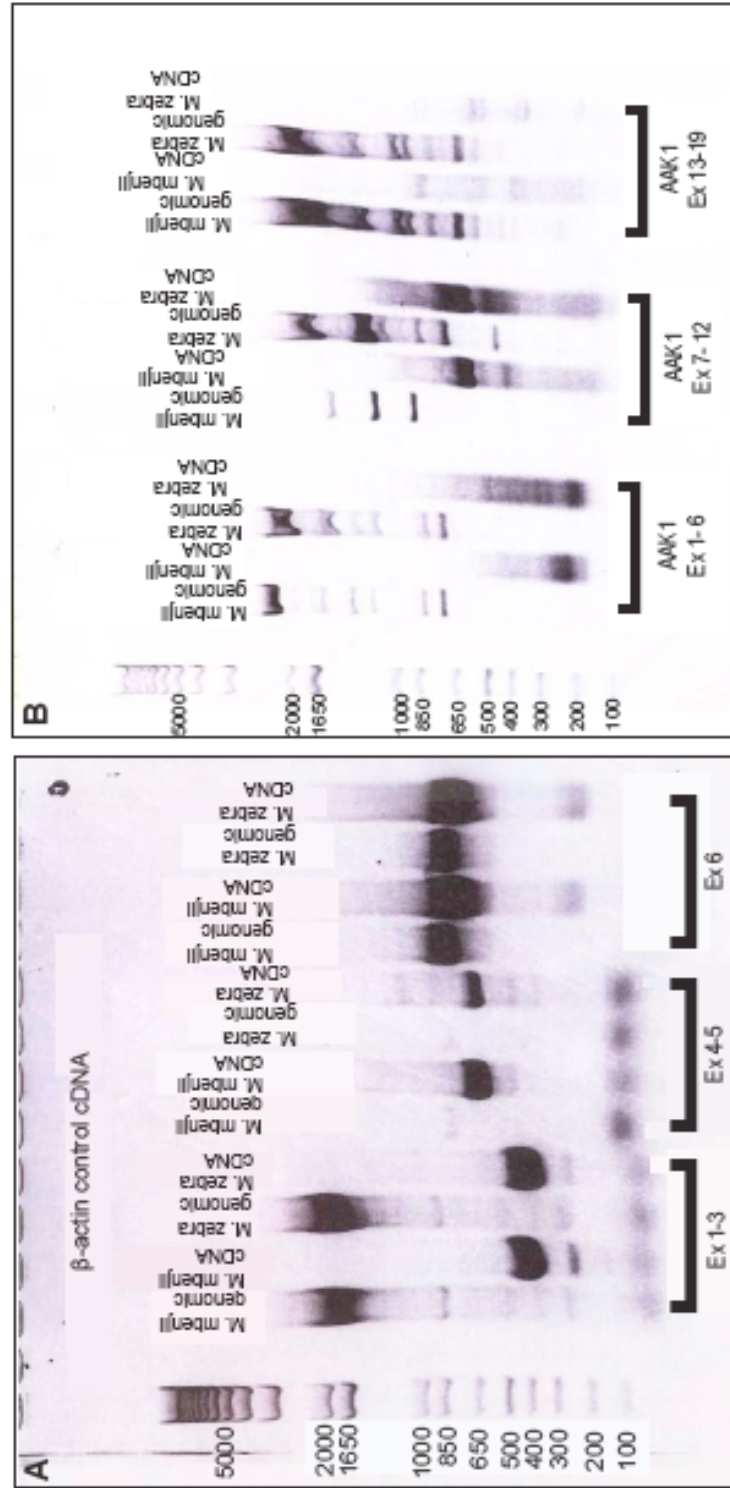 A
β-actin control cDNA
M. mbenjii
genomic
M. mbenjii
cDNA
M. zebra
genomic
M. zebra
cDNA
M. mbenjii
genomic
M. mbenjii
cDNA
M. zebra
genomic
M. zebra
cDNA
M. mbenjii
genomic
M. mbenjii
cDNA
M. zebra
genomic
M. zebra
cDNA
5000
2000
1650
1000
850
650
500
400
300
200
100
Ex 1-3
Ex 4-5
Ex 6
B
M. mbenjii
genomic
M. mbenjii
cDNA
M. zebra
genomic
M. zebra
cDNA
M. mbenjii
genomic
M. mbenjii
cDNA
M. zebra
genomic
M. zebra
cDNA
M. mbenjii
genomic
M. mbenjii
cDNA
M. zebra
genomic
M. zebra
cDNA
5000
2000
1650
1000
850
650
500
400
300
200
100
AAK1
Ex 1-6
AAK1
Ex 7-12
AAK1
Ex 13-19